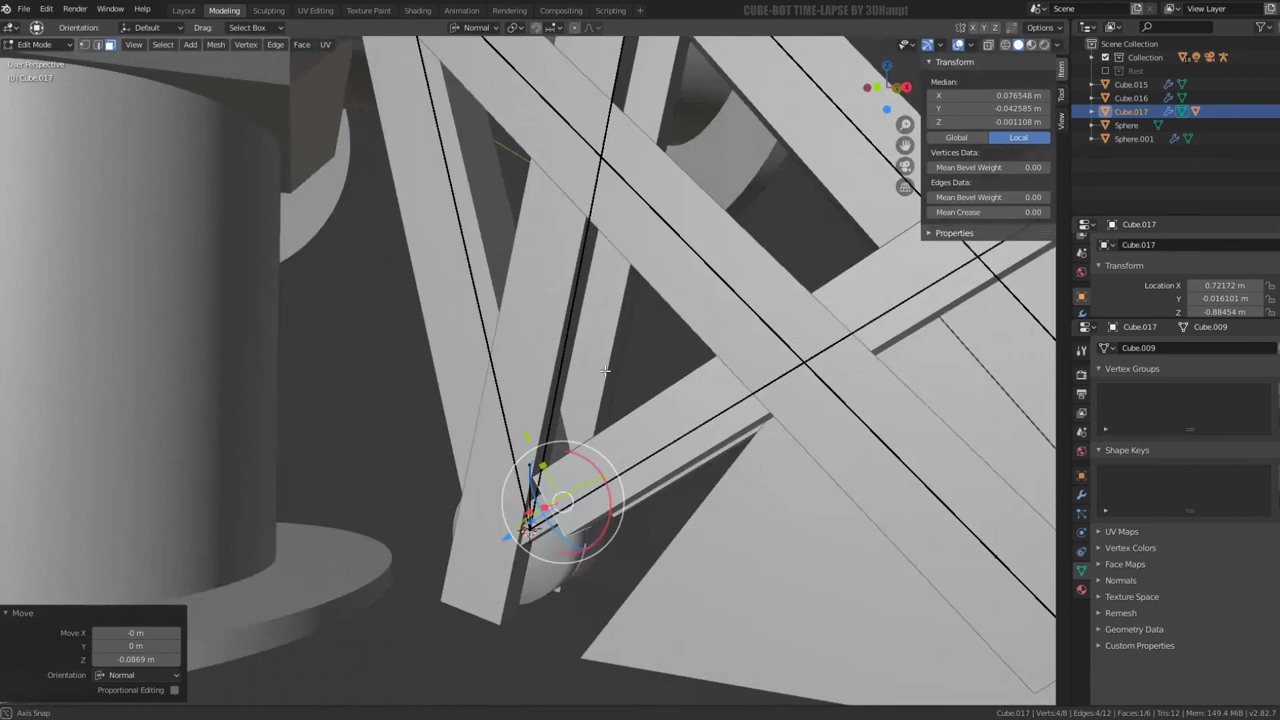 File Edit Render Window Help Layout Modeling Sculpting UV Editing Texture Paint Shading Animation Rendering Compositing Scripting CUBE-BOT TIME-LAPSE BY 3DHaupt Scene View Layer
Orientation: Default Drag: Select Box Normal X Y Z Options
Edit Mode View Select Add Mesh Vertex Edge Face UV
User Perspective
(0) Cube.017
Transform
Median:
X 0.076548 m
Y -0.042585 m
Z -0.001108 m
Global Local
Vertices Data:
Mean Bevel Weight 0.00
Edges Data:
Mean Bevel Weight 0.00
Mean Crease 0.00
Properties
Item
Tool
View
Scene Collection
Collection
Rest
Cube.015
Cube.016
Cube.017
Sphere
Sphere.001
Cube.017
Cube.017
Transform
Location X 0.72172 m
Y -0.016101 m
Z -0.88454 m
Cube.017 Cube.009
Cube.009
Vertex Groups
Shape Keys
UV Maps
Vertex Colors
Face Maps
Normals
Texture Space
Remesh
Geometry Data
Custom Properties
Move
Move X -0 m
Y 0 m
Z -0.0869 m
Orientation Normal
Proportional Editing
Axis Snap
Cube.017 | Verts:4/8 | Edges:4/12 | Faces:1/6 | Tris:12 | Mem: 149.4 MiB | v2.82.7